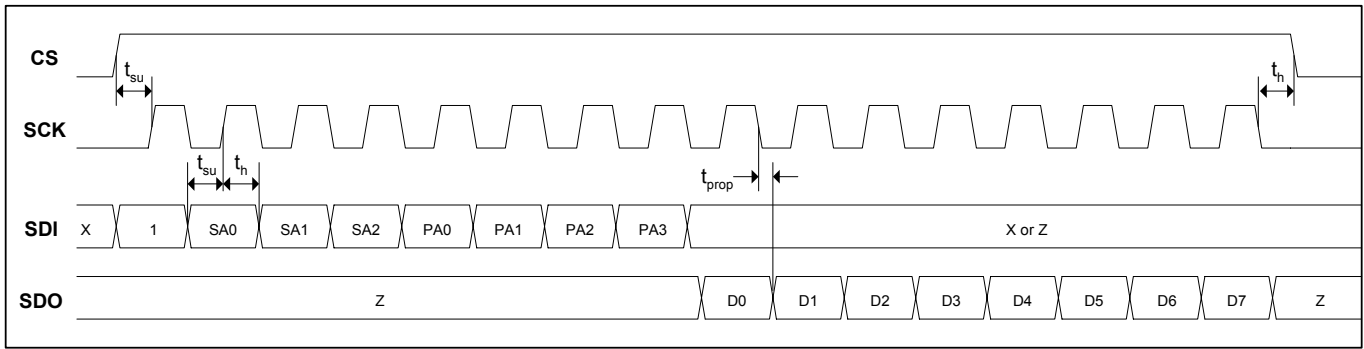 CS
t_su
t_h
SCK
t_su
t_h
t_prop
SDI X 1 SA0 SA1 SA2 PA0 PA1 PA2 PA3 X or Z
SDO Z D0 D1 D2 D3 D4 D5 D6 D7 Z